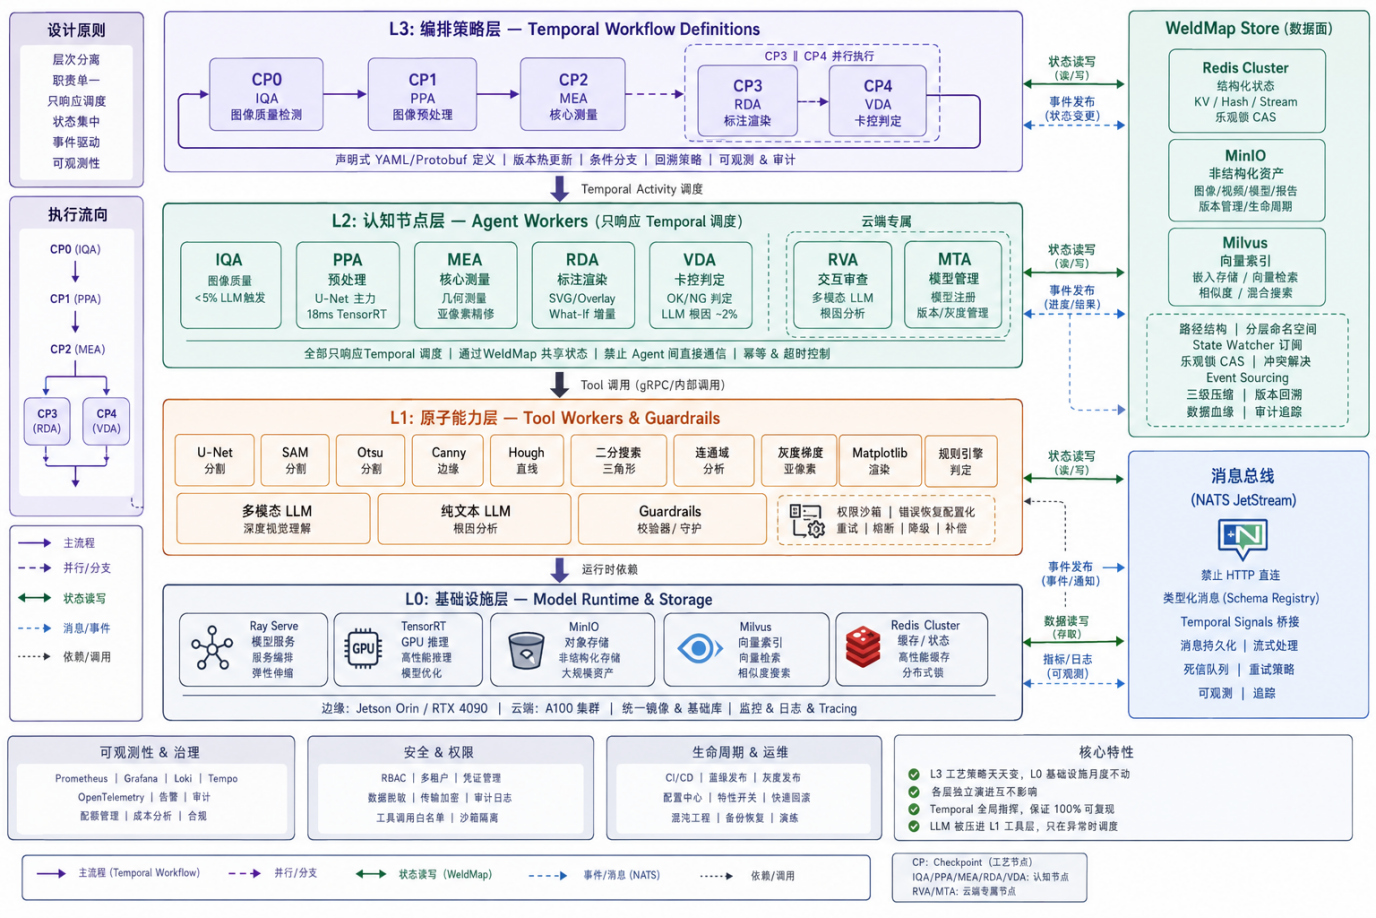 设计原则
层次分离
职责单一
只响应调度
状态集中
事件驱动
可观测性
执行流向
CP0 (IQA)
CP1 (PPA)
CP2 (MEA)
CP3
(RDA)
CP4
(VDA)
主流程
并行/分支
状态读写
消息/事件
依赖/调用
L3: 编排策略层 — Temporal Workflow Definitions
CP0
IQA
图像质量检测
CP1
PPA
图像预处理
CP2
MEA
核心测量
CP3 ∥ CP4 并行执行
CP3
RDA
标注渲染
CP4
VDA
卡控判定
声明式 YAML/Protobuf 定义 | 版本热更新 | 条件分支 | 回溯策略 | 可观测 & 审计
Temporal Activity 调度
L2: 认知节点层 — Agent Workers (只响应 Temporal 调度)
云端专属
IQA
图像质量
<5% LLM触发
PPA
预处理
U-Net 主力
18ms TensorRT
MEA
核心测量
几何测量
亚像素精修
RDA
标注渲染
SVG/Overlay
What-If 增量
VDA
卡控判定
OK/NG 判定
LLM 根因 ~2%
RVA
交互审查
多模态 LLM
根因分析
MTA
模型管理
模型注册
版本/灰度管理
全部只响应Temporal 调度 | 通过WeldMap 共享状态 | 禁止 Agent 间直接通信 | 幂等 & 超时控制
Tool 调用 (gRPC/内部调用)
L1: 原子能力层 — Tool Workers & Guardrails
U-Net
分割
SAM
分割
Otsu
分割
Canny
边缘
Hough
直线
二分搜索
三角形
连通域
分析
灰度梯度
亚像素
Matplotlib
渲染
规则引擎
判定
多模态 LLM
深度视觉理解
纯文本 LLM
根因分析
Guardrails
校验器/守护
权限沙箱 | 错误恢复配置化
重试 | 熔断 | 降级 | 补偿
运行时依赖
L0: 基础设施层 — Model Runtime & Storage
Ray Serve
模型服务
服务编排
弹性伸缩
GPU
TensorRT
GPU 推理
高性能推理
模型优化
MinIO
对象存储
非结构化存储
大规模资产
Milvus
向量索引
向量检索
相似度搜索
Redis Cluster
缓存/状态
高性能缓存
分布式锁
边缘: Jetson Orin / RTX 4090 | 云端: A100 集群 | 统一镜像 & 基础库 | 监控 & 日志 & Tracing
状态读写
(读/写)
事件发布
(状态变更)
状态读写
(读/写)
事件发布
(进度/结果)
状态读写
(读/写)
事件发布
(事件/通知)
数据读写
(存取)
指标/日志
(可观测)
WeldMap Store (数据面)
Redis Cluster
结构化状态
KV / Hash / Stream
乐观锁 CAS
MinIO
非结构化资产
图像/视频/模型/报告
版本管理/生命周期
Milvus
向量索引
嵌入存储 / 向量检索
相似度 / 混合搜索
路径结构 | 分层命名空间
State Watcher 订阅
乐观锁 CAS | 冲突解决
Event Sourcing
三级压缩 | 版本回溯
数据血缘 | 审计追踪
消息总线
(NATS JetStream)
N
禁止 HTTP 直连
类型化消息 (Schema Registry)
Temporal Signals 桥接
消息持久化 | 流式处理
死信队列 | 重试策略
可观测 | 追踪
可观测性 & 治理
Prometheus | Grafana | Loki | Tempo
OpenTelemetry | 告警 | 审计
配额管理 | 成本分析 | 合规
安全 & 权限
RBAC | 多租户 | 凭证管理
数据脱敏 | 传输加密 | 审计日志
工具调用白名单 | 沙箱隔离
生命周期 & 运维
CI/CD | 蓝绿发布 | 灰度发布
配置中心 | 特性开关 | 快速回滚
混沌工程 | 备份恢复 | 演练
核心特性
L3 工艺策略天天变，L0 基础设施月度不动
各层独立演进互不影响
Temporal 全局指挥，保证 100% 可复现
LLM 被压进 L1 工具层，只在异常时调度
主流程 (Temporal Workflow)
并行/分支
状态读写 (WeldMap)
事件/消息 (NATS)
依赖/调用
CP: Checkpoint (工艺节点)
IQA/PPA/MEA/RDA/VDA: 认知节点
RVA/MTA: 云端专属节点